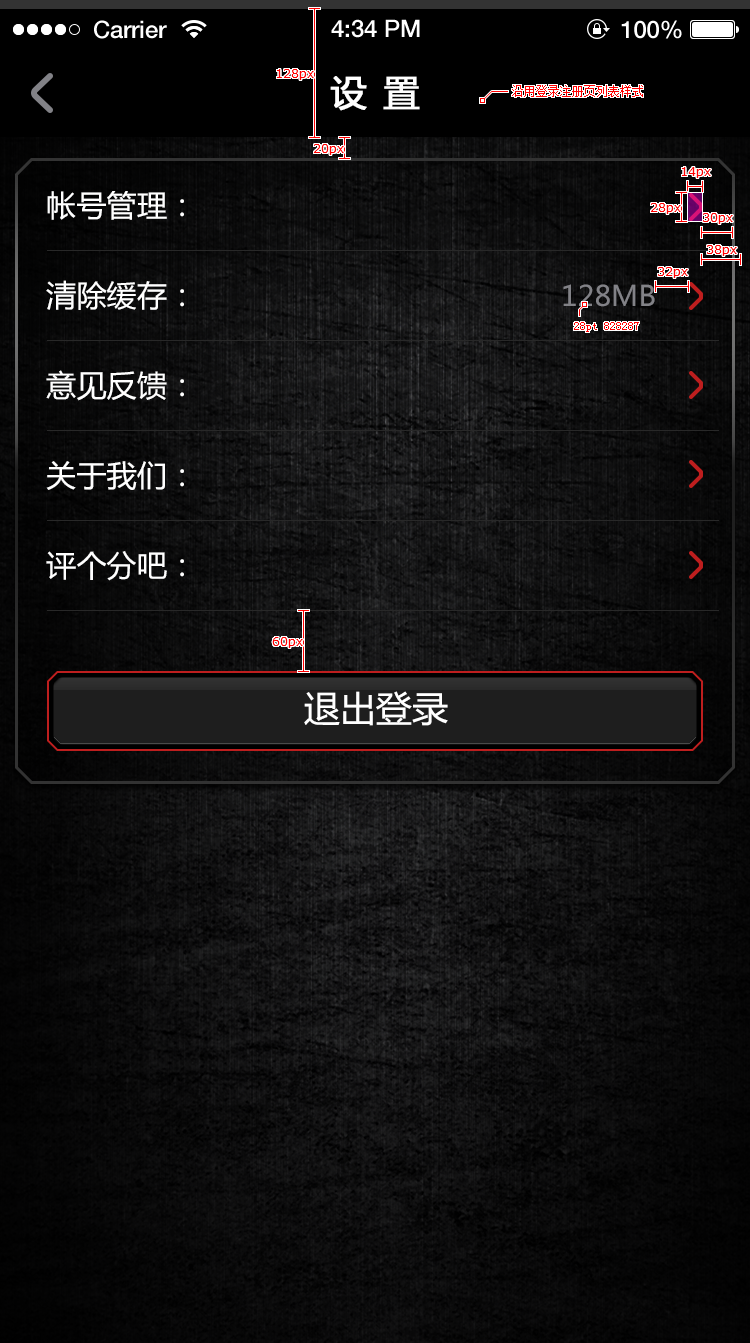 Carrier 4:34 PM 100%
128px
设 置
沿用登录注册页列表样式
20px
14px
帐号管理：
28px
30px
38px
32px
清除缓存：
128MB
28pt 828287
意见反馈：
关于我们：
评个分吧：
60px
退出登录